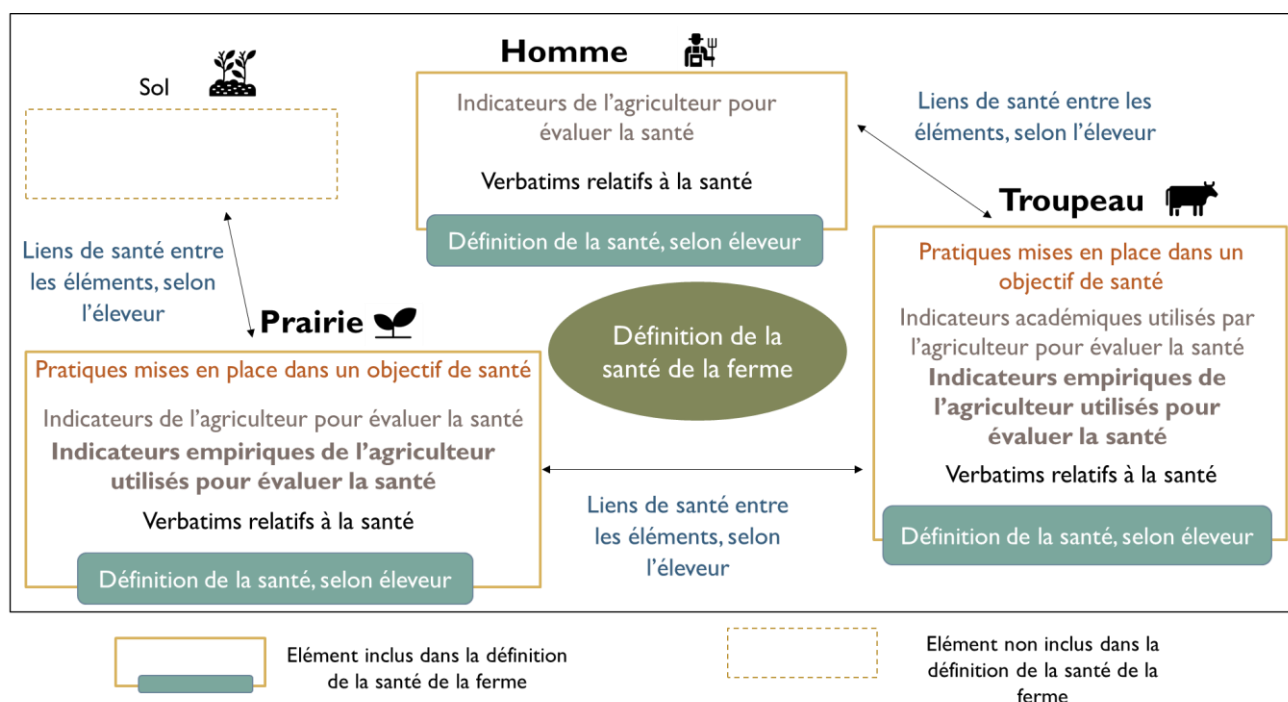 Sol
Homme
Indicateurs de l'agriculteur pour
évaluer la santé
Verbatims relatifs à la santé
Définition de la santé, selon éleveur
Liens de santé entre les
éléments, selon l'éleveur
Troupeau
Pratiques mises en place dans un
objectif de santé
Indicateurs académiques utilisés par
l'agriculteur pour évaluer la santé
Indicateurs empiriques de
l'agriculteur utilisés pour
évaluer la santé
Verbatims relatifs à la santé
Définition de la santé, selon éleveur
Liens de santé entre
les éléments, selon
l'éleveur
Prairie
Pratiques mises en place dans un objectif de santé
Indicateurs de l'agriculteur pour évaluer la santé
Indicateurs empiriques de l'agriculteur
utilisés pour évaluer la santé
Verbatims relatifs à la santé
Définition de la santé, selon éleveur
Définition de la
santé de la ferme
Liens de santé entre
les éléments, selon
l'éleveur
Elément inclus dans la définition
de la santé de la ferme
Elément non inclus dans la
définition de la santé de la
ferme